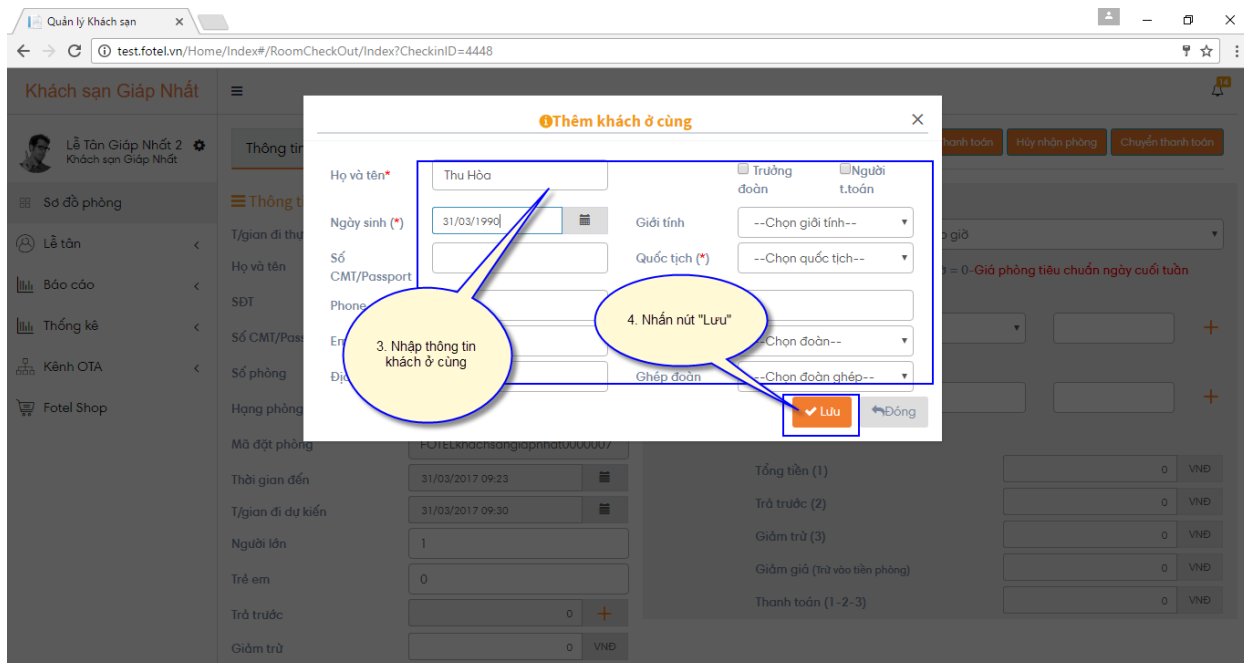 Quản lý Khách sạn
test.fotel.vn/Home/Index#/RoomCheckOut/Index?CheckinID=4448
Khách sạn Giáp Nhất
14
Lễ Tân Giáp Nhất 2
Khách sạn Giáp Nhất
Sơ đồ phòng
Lễ tân
Báo cáo
Thống kê
Kênh OTA
Fotel Shop
Thông tin
hanh toán
Hủy nhận phòng
Chuyển thanh toán
Thêm khách ở cùng
Họ và tên*
Thu Hòa
Trưởng đoàn
Người t.toán
Ngày sinh (*)
31/03/1990
Giới tính
--Chọn giới tính--
Số CMT/Passport
Quốc tịch (*)
--Chọn quốc tịch--
Phone
--Chọn đoàn--
Ghép đoàn
--Chọn đoàn ghép--
3. Nhập thông tin
khách ở cùng
4. Nhấn nút "Lưu"
Lưu
Đóng
Thông t
T/gian đi thự
Họ và tên
SĐT
Số CMT/Pass
Số phòng
Hạng phòng
Mã đặt phòng
FOTELkhachsangiapnhat0000007
Thời gian đến
31/03/2017 09:23
T/gian đi dự kiến
31/03/2017 09:30
Người lớn
1
Trẻ em
0
Trả trước
0
Giảm trừ
0 VNĐ
o giờ
= 0-Giá phòng tiêu chuẩn ngày cuối tuần
Tổng tiền (1)
0 VNĐ
Trả trước (2)
0 VNĐ
Giảm trừ (3)
0 VNĐ
Giảm giá (Trừ vào tiền phòng)
0 VNĐ
Thanh toán (1-2-3)
0 VNĐ